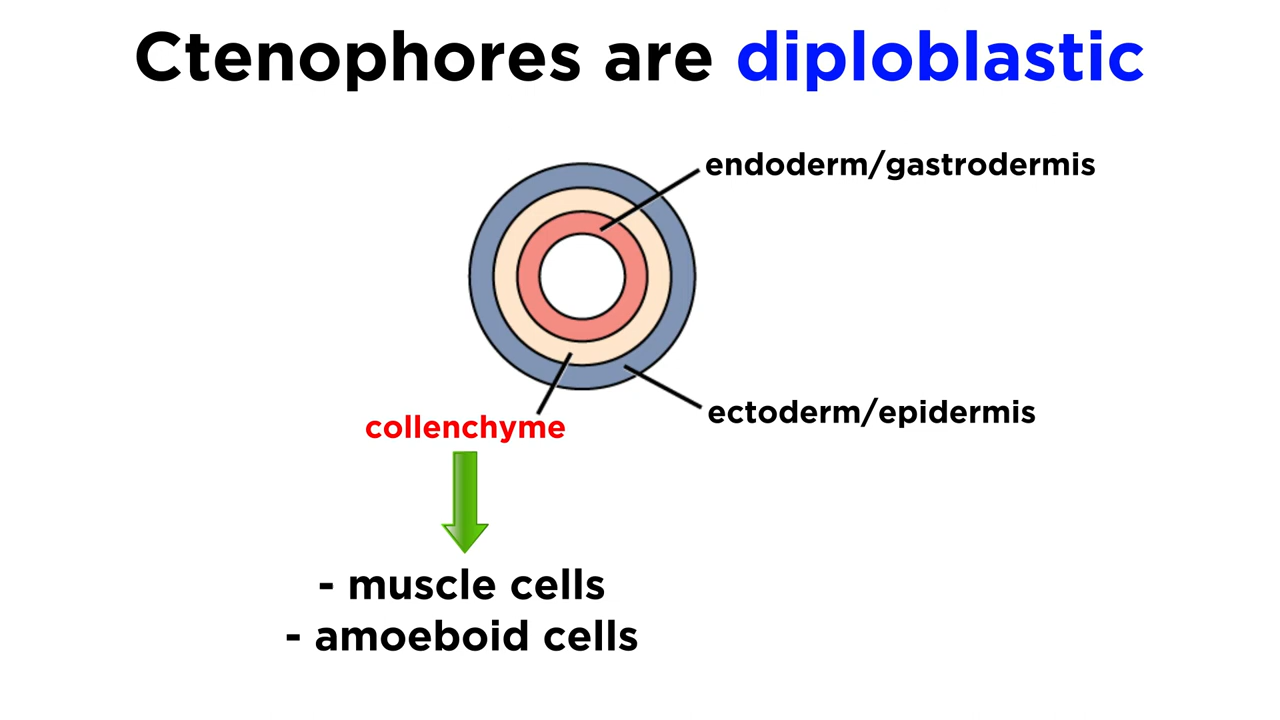 Ctenophores are diploblastic
endoderm/gastrodermis
ectoderm/epidermis
collenchyme
- muscle cells
- amoeboid cells